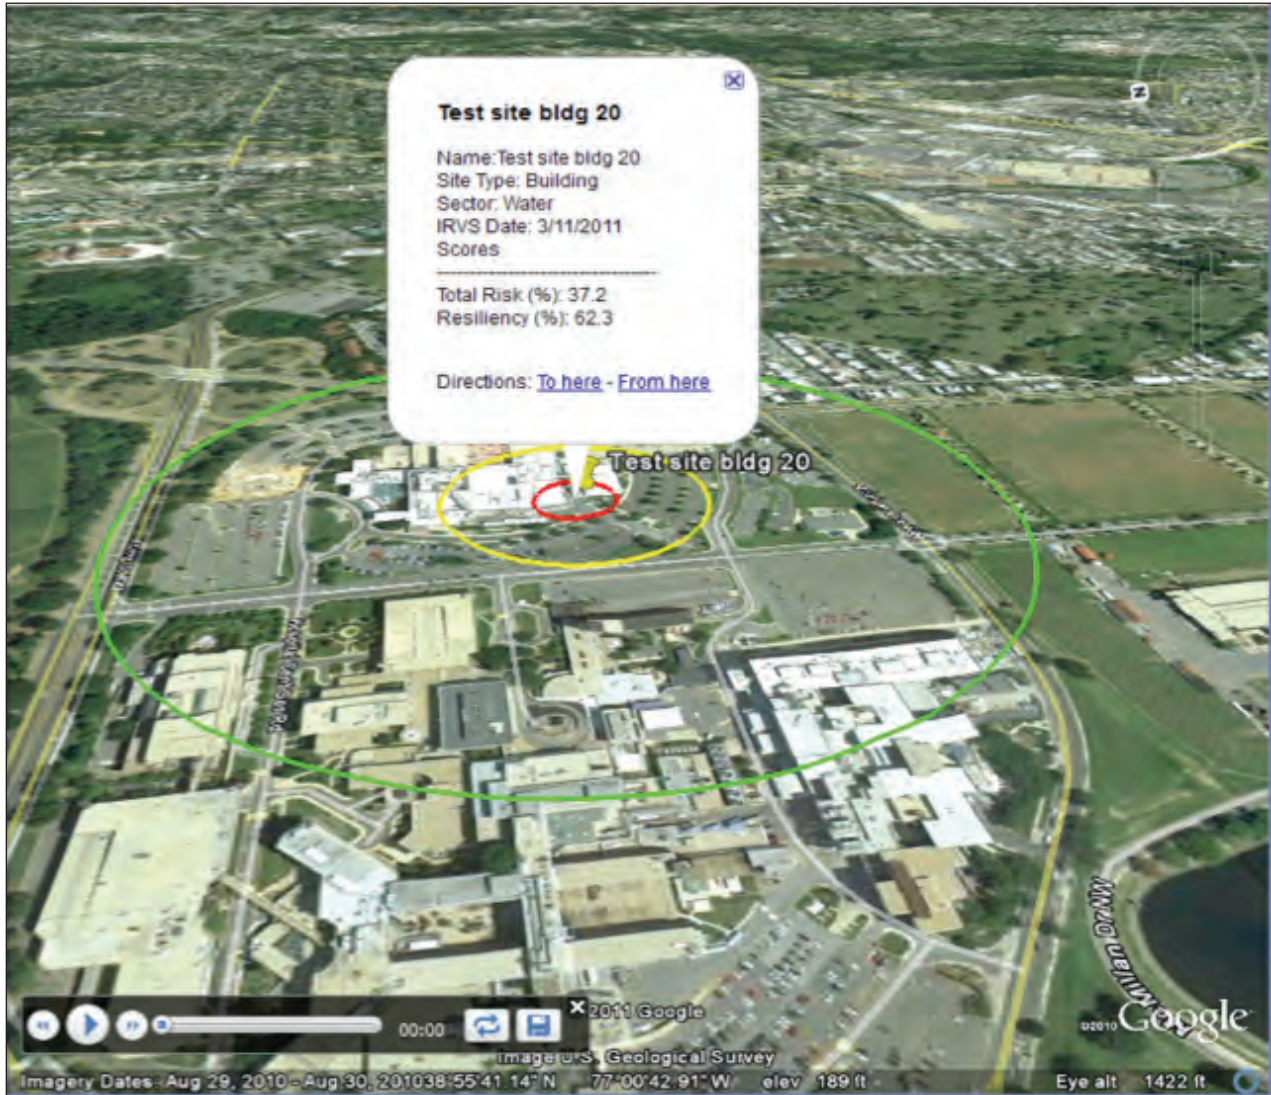 Test site bldg 20
Name:Test site bldg 20
Site Type: Building
Sector: Water
IRVS Date: 3/11/2011
Scores
Total Risk (%): 37.2
Resiliency (%): 62.3
Directions: To here - From here
N
Test site bldg 20
00:00
2011 Google
©2010 Google
Image U.S. Geological Survey
Imagery Dates: Aug 29, 2010 - Aug 30, 2010 38°55'41.14" N 77°00'42.91" W elev 189 ft Eye alt 1422 ft